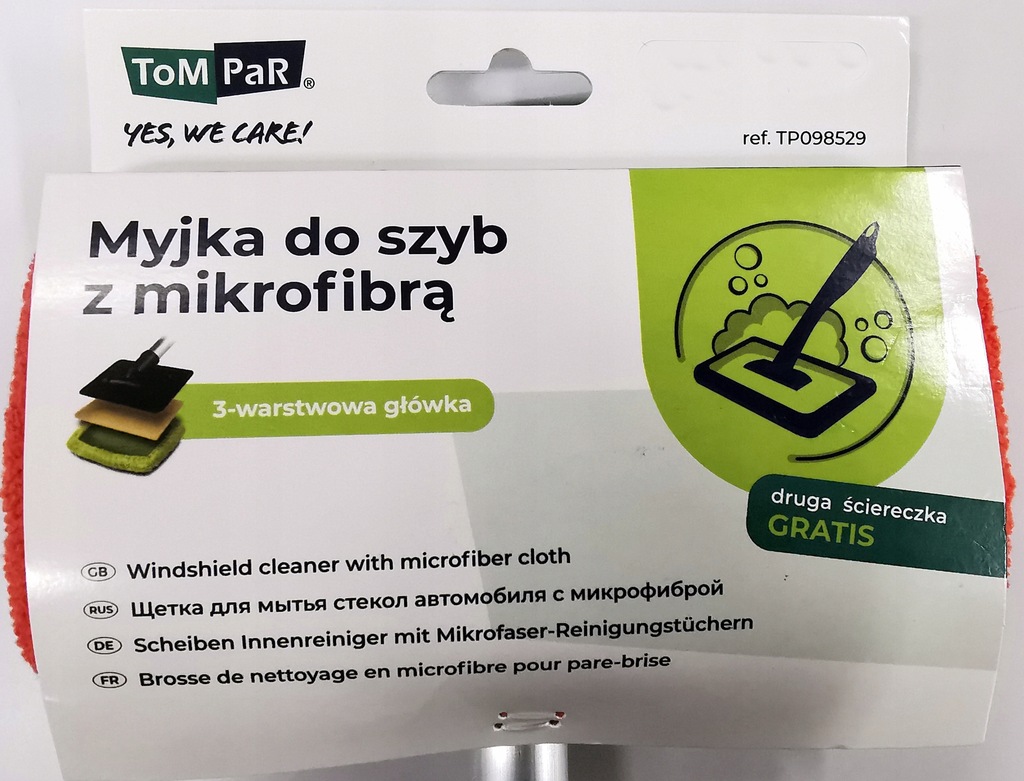 ToM PaR®
YES, WE CARE!
ref. TP098529
Myjka do szyb
z mikrofibrą
3-warstwowa główka
druga ściereczka
GRATIS
GB Windshield cleaner with microfiber cloth
RUS Щетка для мытья стекол автомобиля с микрофиброй
DE Scheiben Innenreiniger mit Mikrofaser-Reinigungstüchern
FR Brosse de nettoyage en microfibre pour pare-brise